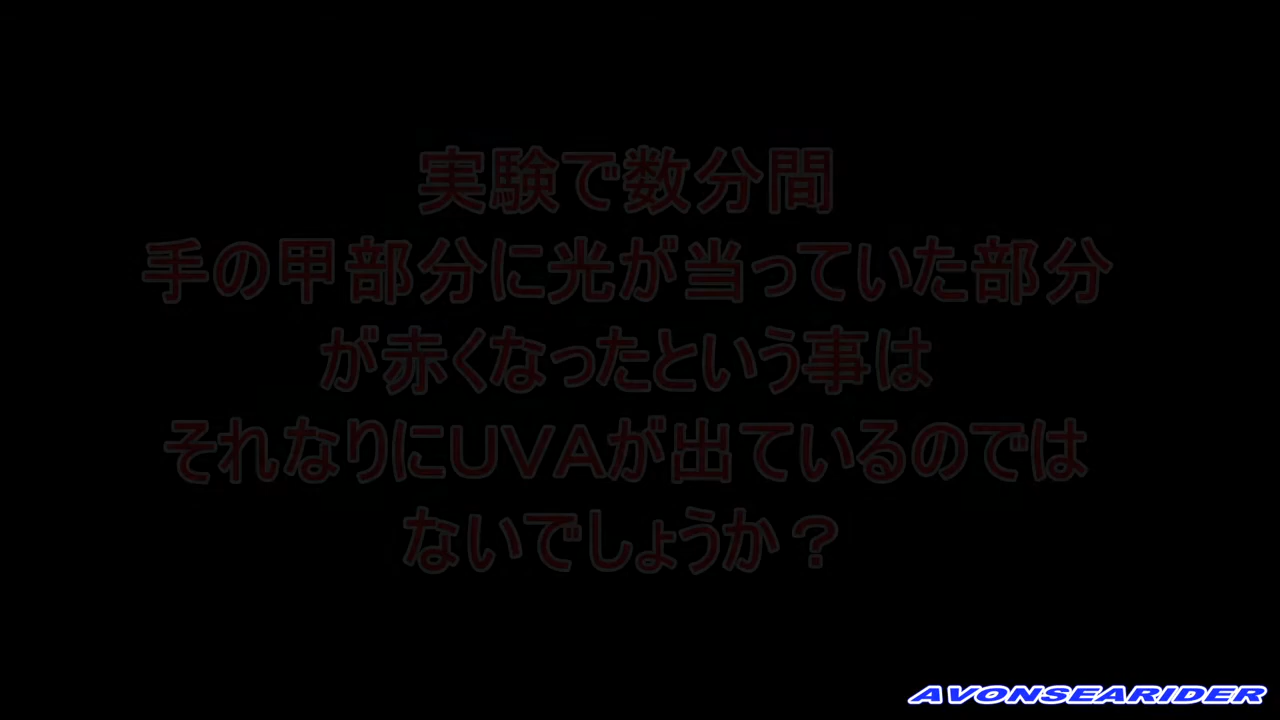 実験で数分間
手の甲部分に光が当っていた部分
が赤くなったという事は
それなりにUVAが出ているのでは
ないでしょうか？
AVONSEARIDER